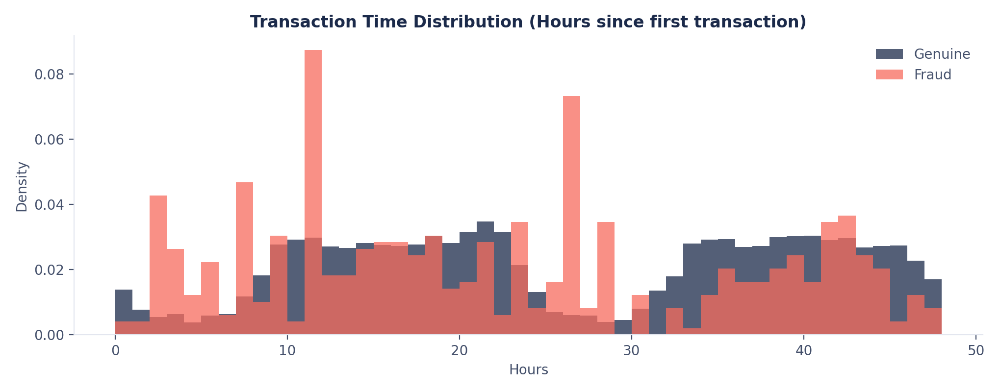 Transaction Time Distribution (Hours since first transaction)
Genuine
Fraud
0.08
0.06
0.04
0.02
0.00
Density
0 10 20 30 40 50
Hours